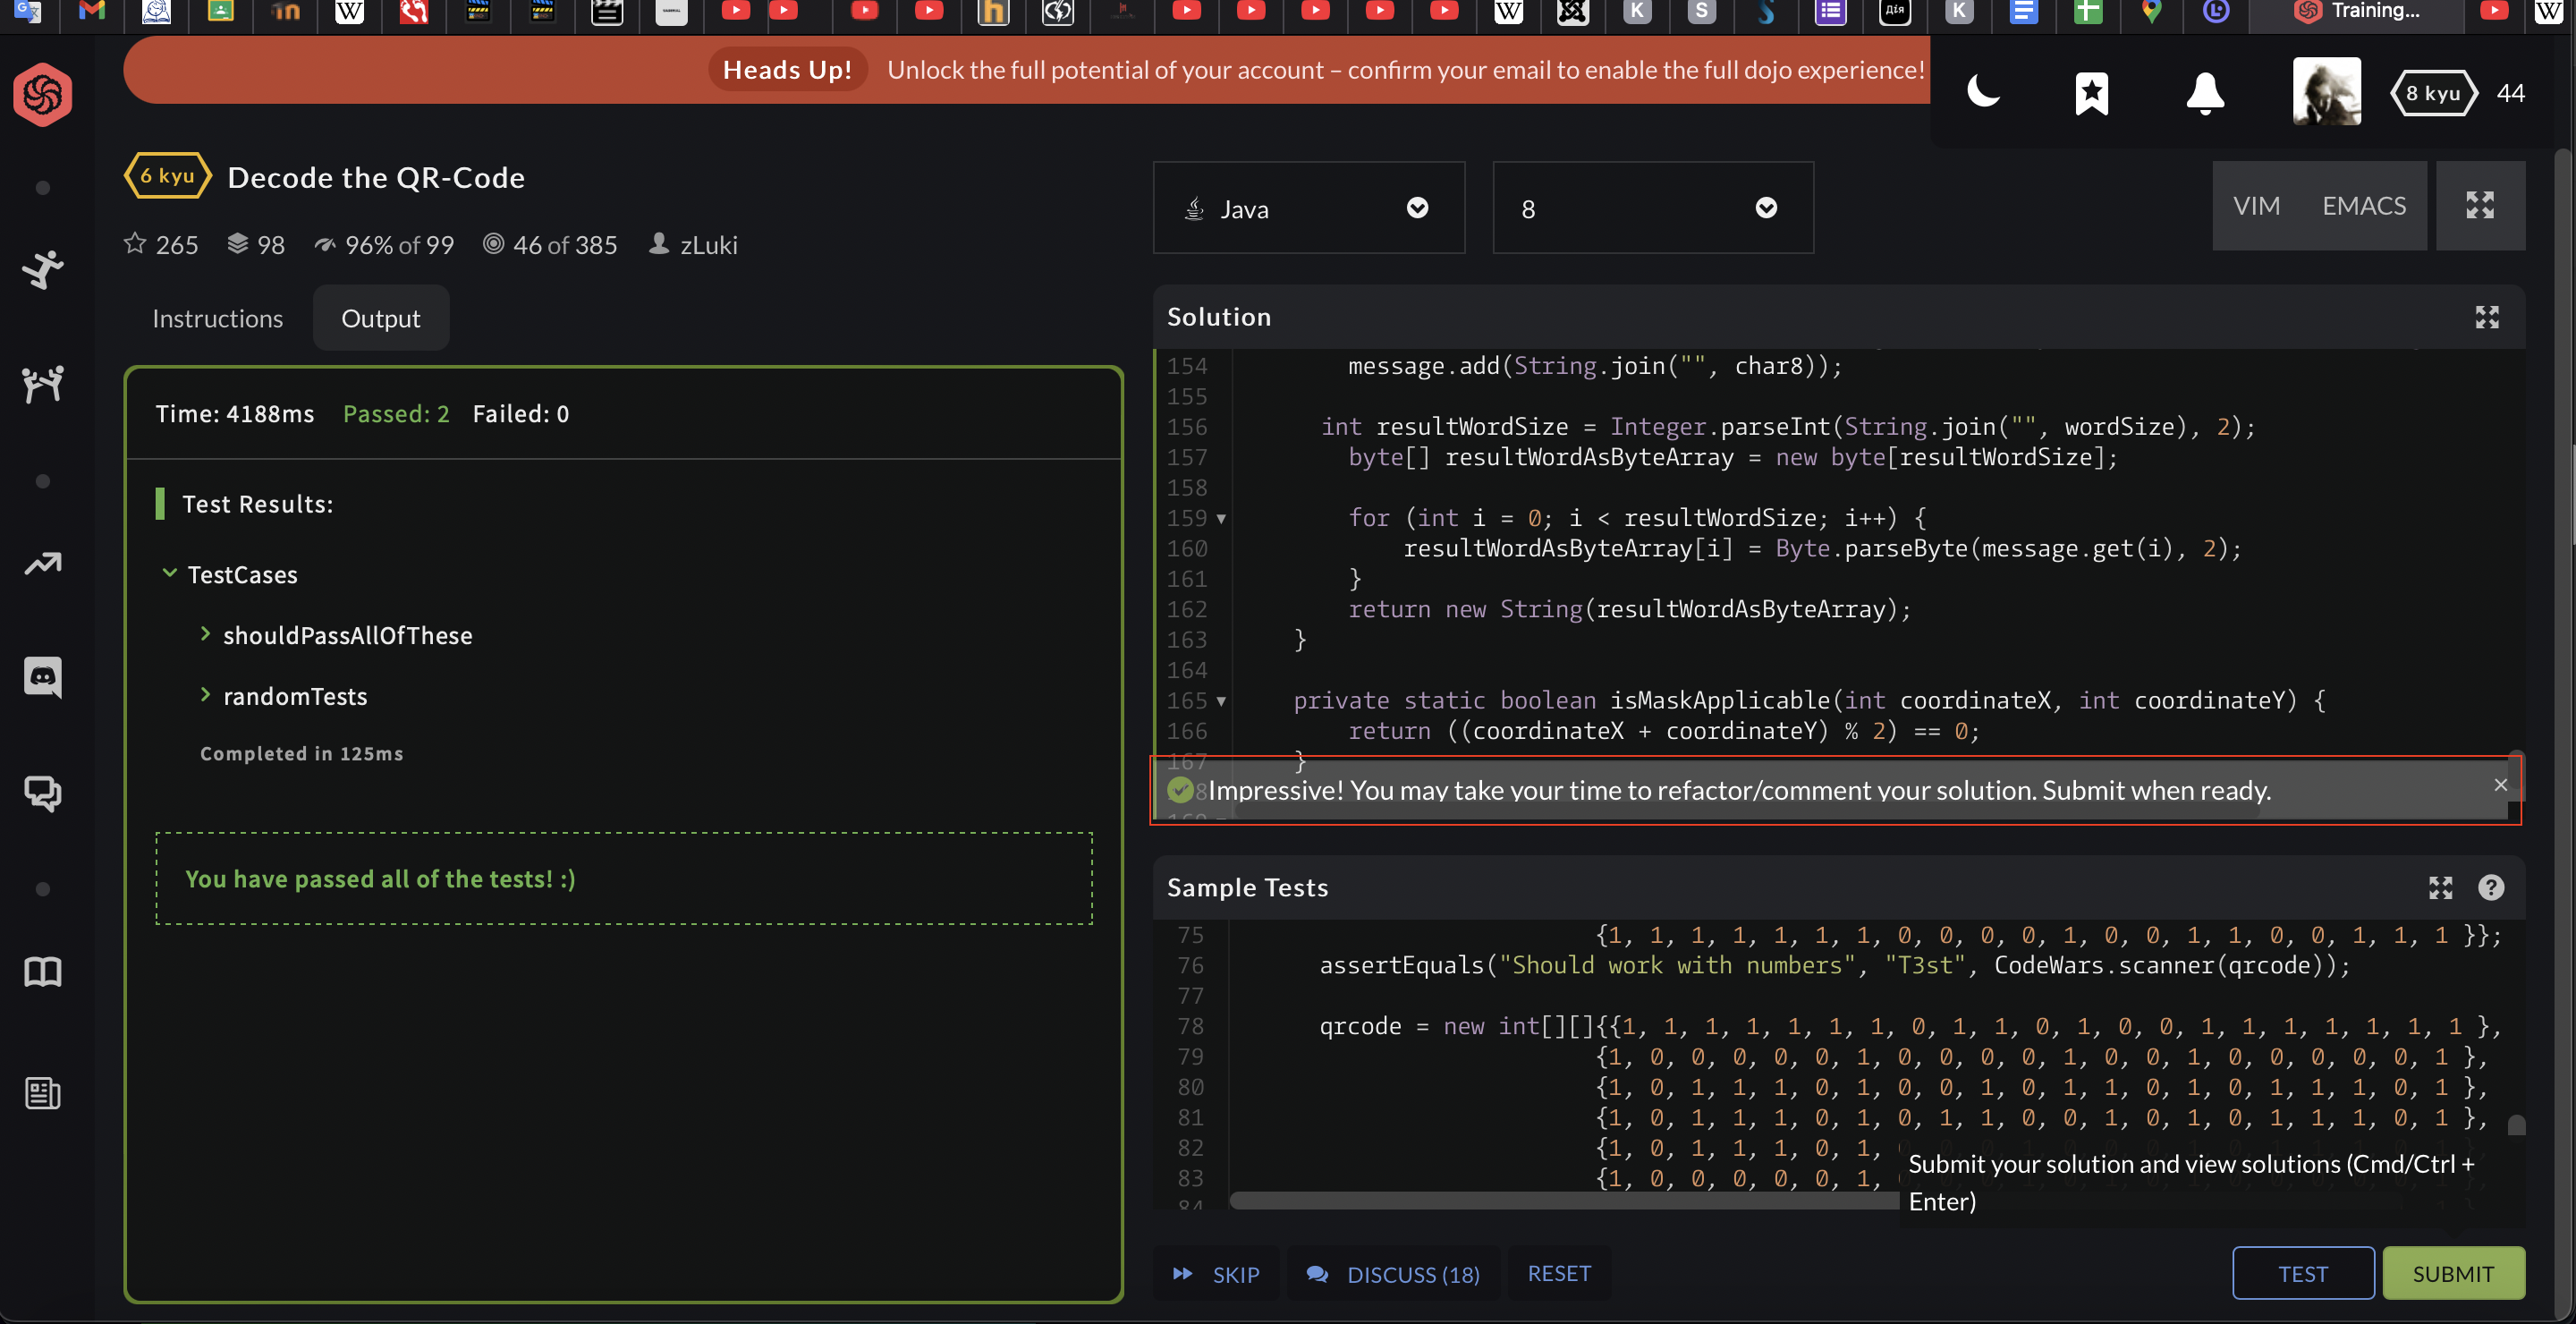 Training...
Heads Up! Unlock the full potential of your account – confirm your email to enable the full dojo experience!
8 kyu 44
6 kyu Decode the QR-Code
265 98 96% of 99 46 of 385 zLuki
Java 8 VIM EMACS
Instructions Output
Time: 4188ms Passed: 2 Failed: 0
Test Results:
TestCases
shouldPassAllOfThese
randomTests
Completed in 125ms
You have passed all of the tests! :)
Solution
154 message.add(String.join("", char8));
155
156 int resultWordSize = Integer.parseInt(String.join("", wordSize), 2);
157 byte[] resultWordAsByteArray = new byte[resultWordSize];
158
159 for (int i = 0; i < resultWordSize; i++) {
160 resultWordAsByteArray[i] = Byte.parseByte(message.get(i), 2);
161 }
162 return new String(resultWordAsByteArray);
163 }
164
165 private static boolean isMaskApplicable(int coordinateX, int coordinateY) {
166 return ((coordinateX + coordinateY) % 2) == 0;
167 }
Impressive! You may take your time to refactor/comment your solution. Submit when ready.
Sample Tests
75 {1, 1, 1, 1, 1, 1, 1, 0, 0, 0, 0, 1, 0, 0, 1, 1, 0, 0, 1, 1, 1 }};
76 assertEquals("Should work with numbers", "T3st", CodeWars.scanner(qrcode));
77
78 qrcode = new int[][]{{1, 1, 1, 1, 1, 1, 1, 0, 1, 1, 0, 1, 0, 0, 1, 1, 1, 1, 1, 1, 1 },
79 {1, 0, 0, 0, 0, 0, 1, 0, 0, 0, 0, 1, 0, 0, 1, 0, 0, 0, 0, 0, 1 },
80 {1, 0, 1, 1, 1, 0, 1, 0, 0, 1, 0, 1, 1, 0, 1, 0, 1, 1, 1, 0, 1 },
81 {1, 0, 1, 1, 1, 0, 1, 0, 1, 1, 0, 0, 1, 0, 1, 0, 1, 1, 1, 0, 1 },
82 {1, 0, 1, 1, 1, 0, 1,
83 {1, 0, 0, 0, 0, 0, 1,
84
Submit your solution and view solutions (Cmd/Ctrl +
Enter)
SKIP DISCUSS (18) RESET TEST SUBMIT